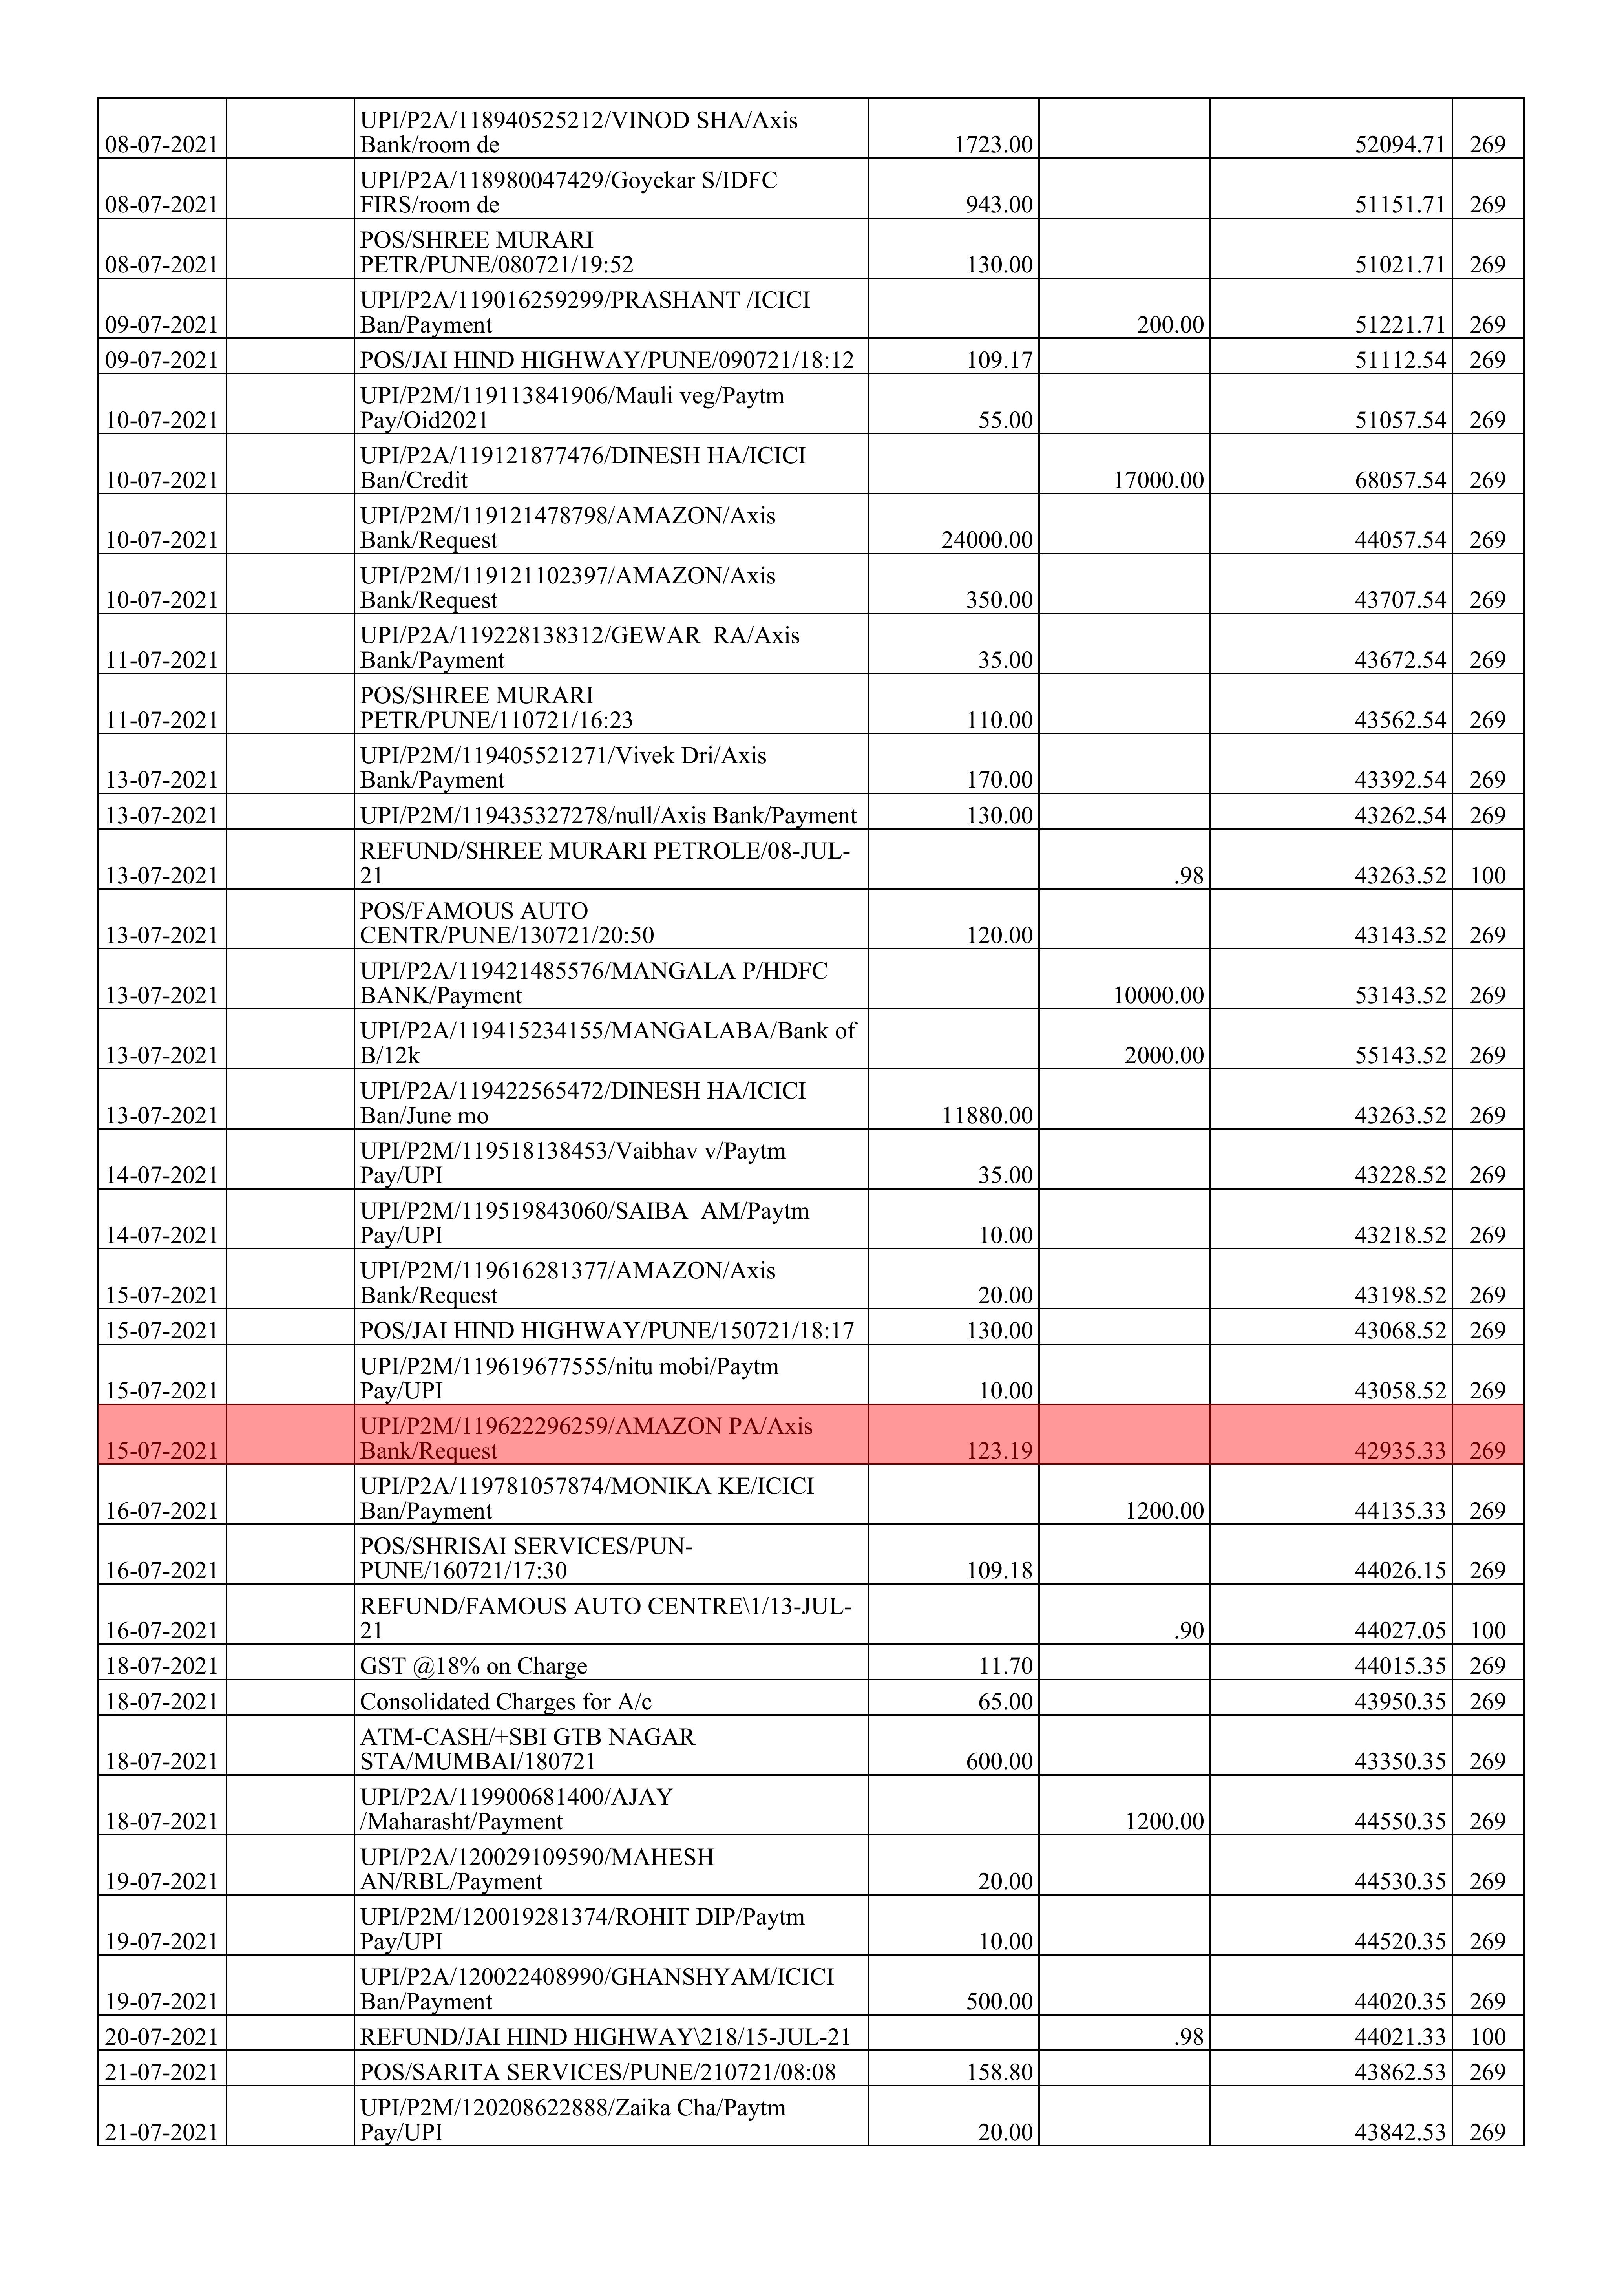 08-07-2021 UPI/P2A/118940525212/VINOD SHA/Axis
Bank/room de 1723.00 52094.71 269
08-07-2021 UPI/P2A/118980047429/Goyekar S/IDFC
FIRS/room de 943.00 51151.71 269
08-07-2021 POS/SHREE MURARI
PETR/PUNE/080721/19:52 130.00 51021.71 269
09-07-2021 UPI/P2A/119016259299/PRASHANT /ICICI
Ban/Payment 200.00 51221.71 269
09-07-2021 POS/JAI HIND HIGHWAY/PUNE/090721/18:12 109.17 51112.54 269
10-07-2021 UPI/P2M/119113841906/Mauli veg/Paytm
Pay/Oid2021 55.00 51057.54 269
10-07-2021 UPI/P2A/119121877476/DINESH HA/ICICI
Ban/Credit 17000.00 68057.54 269
10-07-2021 UPI/P2M/119121478798/AMAZON/Axis
Bank/Request 24000.00 44057.54 269
10-07-2021 UPI/P2M/119121102397/AMAZON/Axis
Bank/Request 350.00 43707.54 269
11-07-2021 UPI/P2A/119228138312/GEWAR  RA/Axis
Bank/Payment 35.00 43672.54 269
11-07-2021 POS/SHREE MURARI
PETR/PUNE/110721/16:23 110.00 43562.54 269
13-07-2021 UPI/P2M/119405521271/Vivek Dri/Axis
Bank/Payment 170.00 43392.54 269
13-07-2021 UPI/P2M/119435327278/null/Axis Bank/Payment 130.00 43262.54 269
13-07-2021 REFUND/SHREE MURARI PETROLE/08-JUL-
21 .98 43263.52 100
13-07-2021 POS/FAMOUS AUTO
CENTR/PUNE/130721/20:50 120.00 43143.52 269
13-07-2021 UPI/P2A/119421485576/MANGALA P/HDFC
BANK/Payment 10000.00 53143.52 269
13-07-2021 UPI/P2A/119415234155/MANGALABA/Bank of
B/12k 2000.00 55143.52 269
13-07-2021 UPI/P2A/119422565472/DINESH HA/ICICI
Ban/June mo 11880.00 43263.52 269
14-07-2021 UPI/P2M/119518138453/Vaibhav v/Paytm
Pay/UPI 35.00 43228.52 269
14-07-2021 UPI/P2M/119519843060/SAIBA  AM/Paytm
Pay/UPI 10.00 43218.52 269
15-07-2021 UPI/P2M/119616281377/AMAZON/Axis
Bank/Request 20.00 43198.52 269
15-07-2021 POS/JAI HIND HIGHWAY/PUNE/150721/18:17 130.00 43068.52 269
15-07-2021 UPI/P2M/119619677555/nitu mobi/Paytm
Pay/UPI 10.00 43058.52 269
15-07-2021 UPI/P2M/119622296259/AMAZON PA/Axis
Bank/Request 123.19 42935.33 269
16-07-2021 UPI/P2A/119781057874/MONIKA KE/ICICI
Ban/Payment 1200.00 44135.33 269
16-07-2021 POS/SHRISAI SERVICES/PUN-
PUNE/160721/17:30 109.18 44026.15 269
16-07-2021 REFUND/FAMOUS AUTO CENTRE\1/13-JUL-
21 .90 44027.05 100
18-07-2021 GST @18% on Charge 11.70 44015.35 269
18-07-2021 Consolidated Charges for A/c 65.00 43950.35 269
18-07-2021 ATM-CASH/+SBI GTB NAGAR
STA/MUMBAI/180721 600.00 43350.35 269
18-07-2021 UPI/P2A/119900681400/AJAY
/Maharasht/Payment 1200.00 44550.35 269
19-07-2021 UPI/P2A/120029109590/MAHESH
AN/RBL/Payment 20.00 44530.35 269
19-07-2021 UPI/P2M/120019281374/ROHIT DIP/Paytm
Pay/UPI 10.00 44520.35 269
19-07-2021 UPI/P2A/120022408990/GHANSHYAM/ICICI
Ban/Payment 500.00 44020.35 269
20-07-2021 REFUND/JAI HIND HIGHWAY\218/15-JUL-21 .98 44021.33 100
21-07-2021 POS/SARITA SERVICES/PUNE/210721/08:08 158.80 43862.53 269
21-07-2021 UPI/P2M/120208622888/Zaika Cha/Paytm
Pay/UPI 20.00 43842.53 269